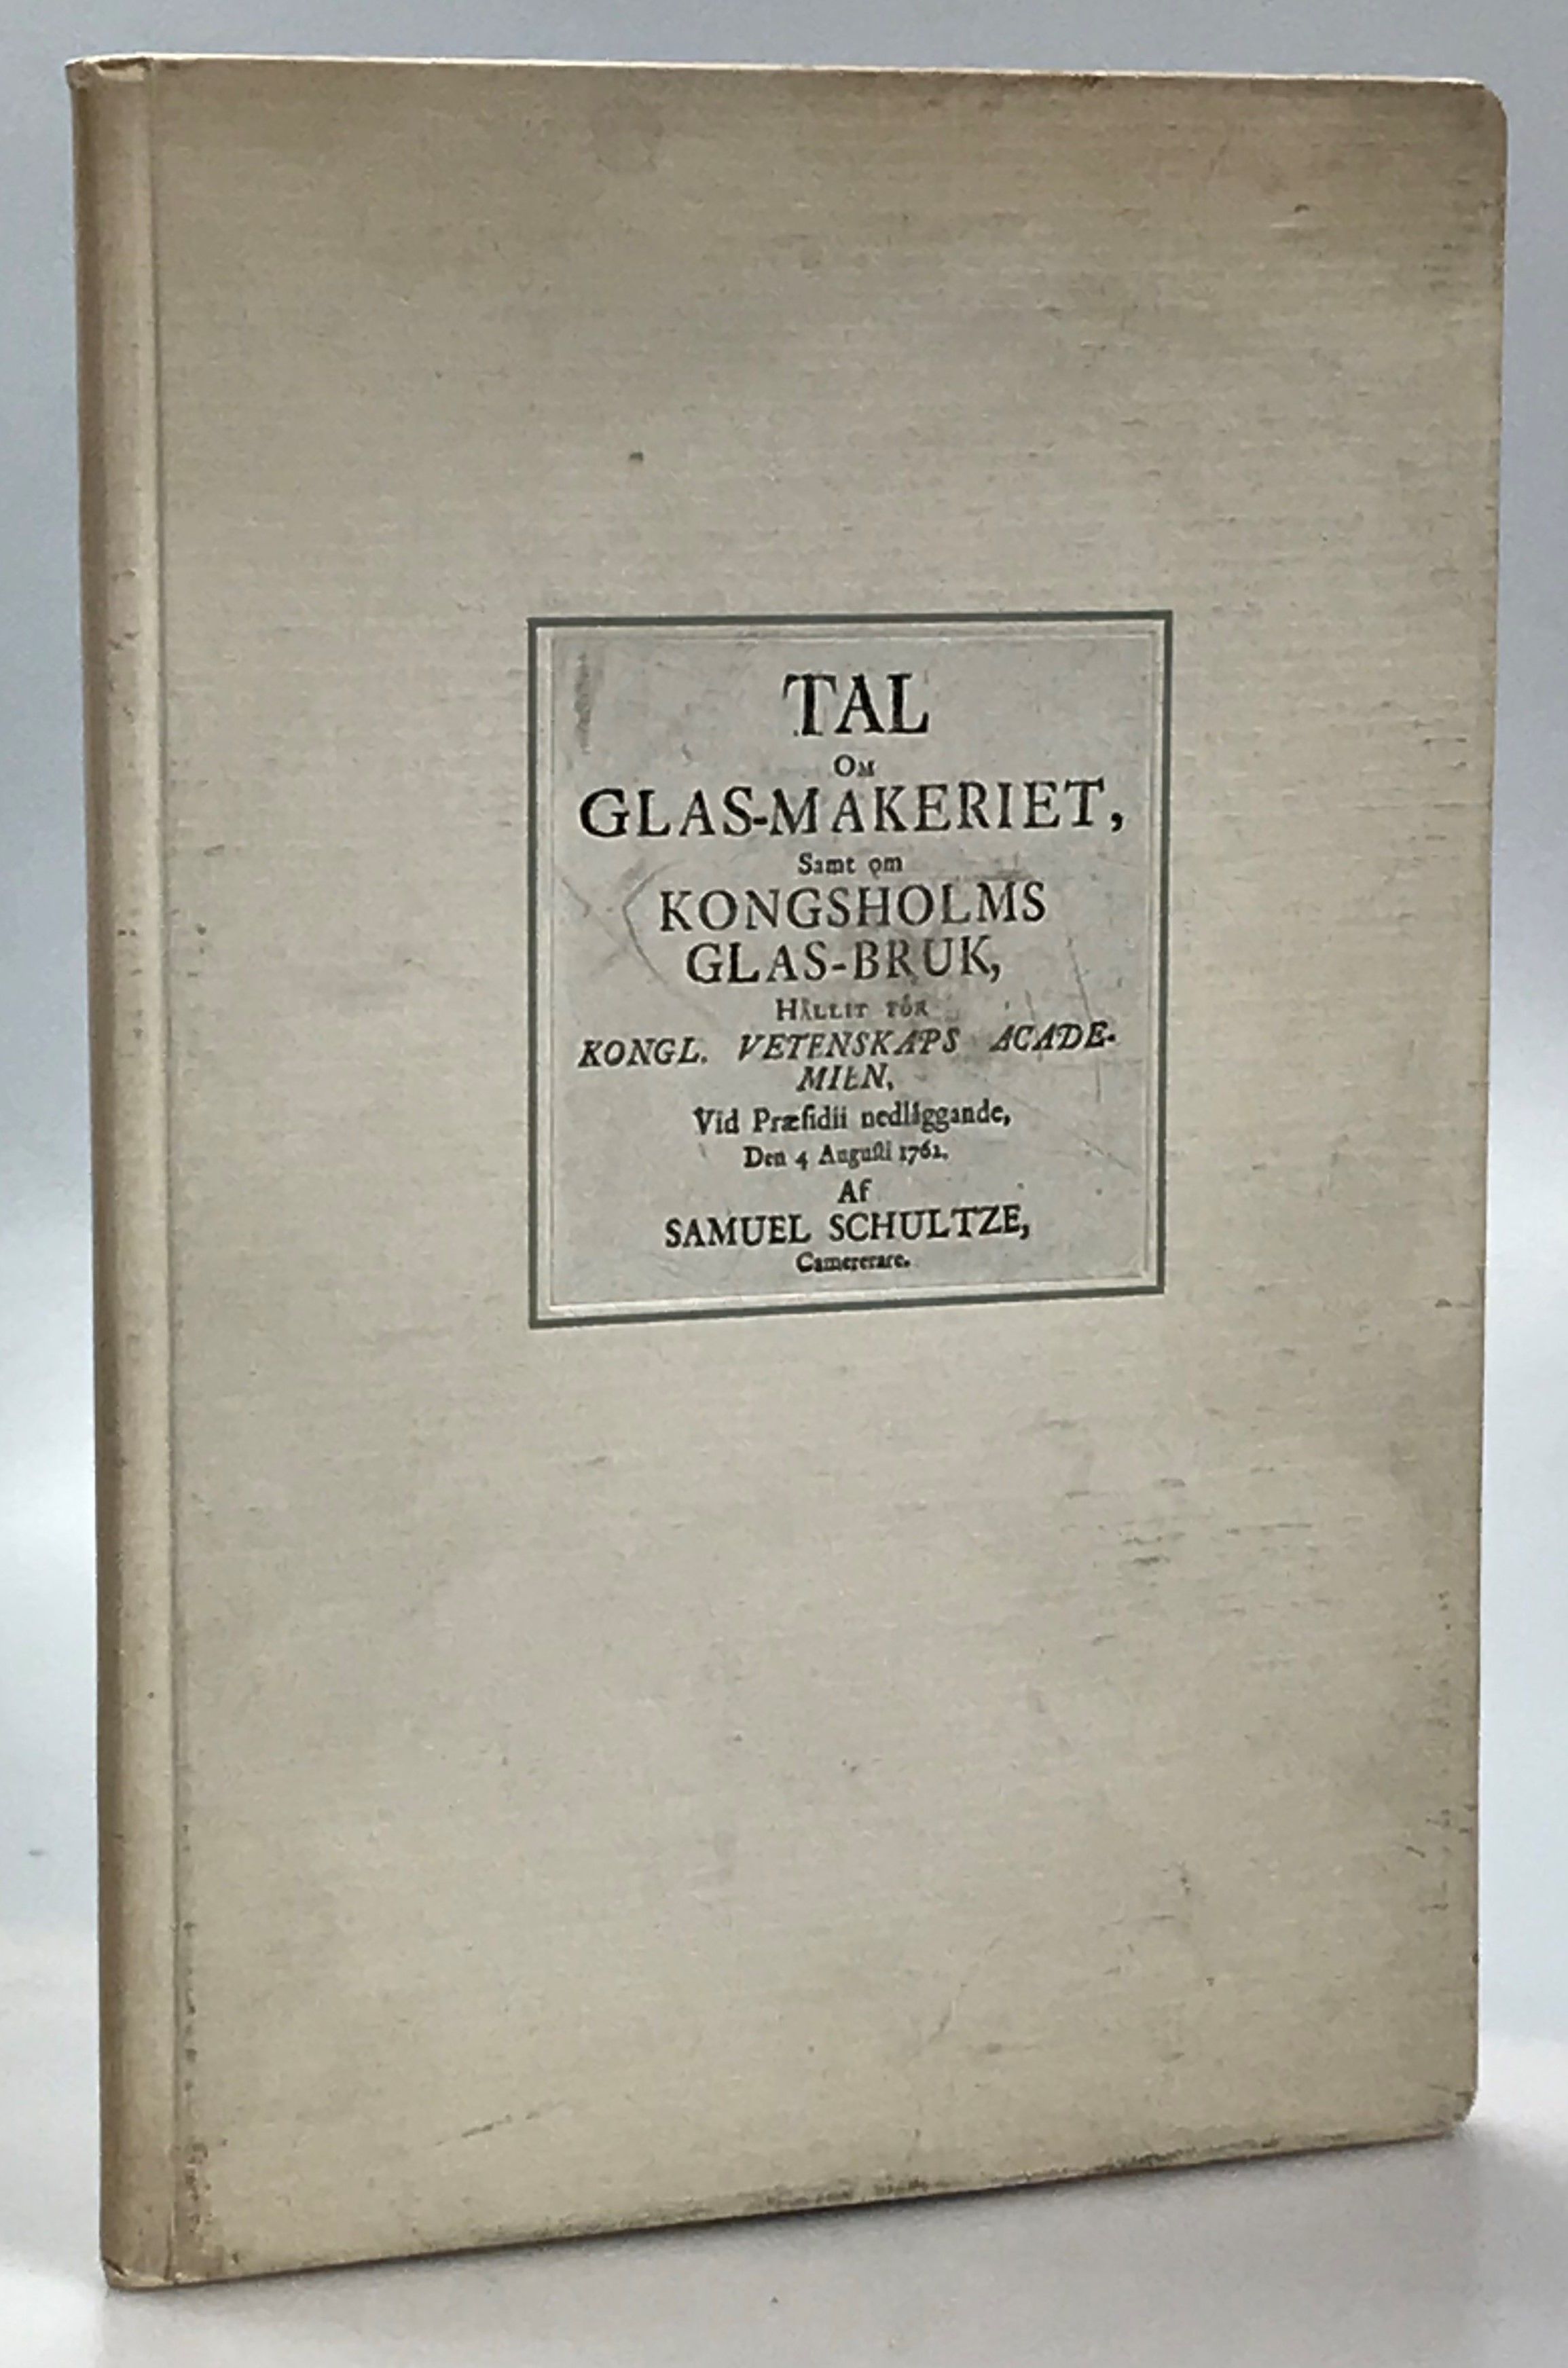 TAL
OM
GLAS-MAKERIET,
Samt om
KONGSHOLMS
GLAS-BRUK,
HÅLLIT FÖR
KONGL. VETENSKAPS ACADE-
MIEN,
Vid Præſidii nedläggande,
Den 4 Auguſti 1762.
Af
SAMUEL SCHULTZE,
Camererare.